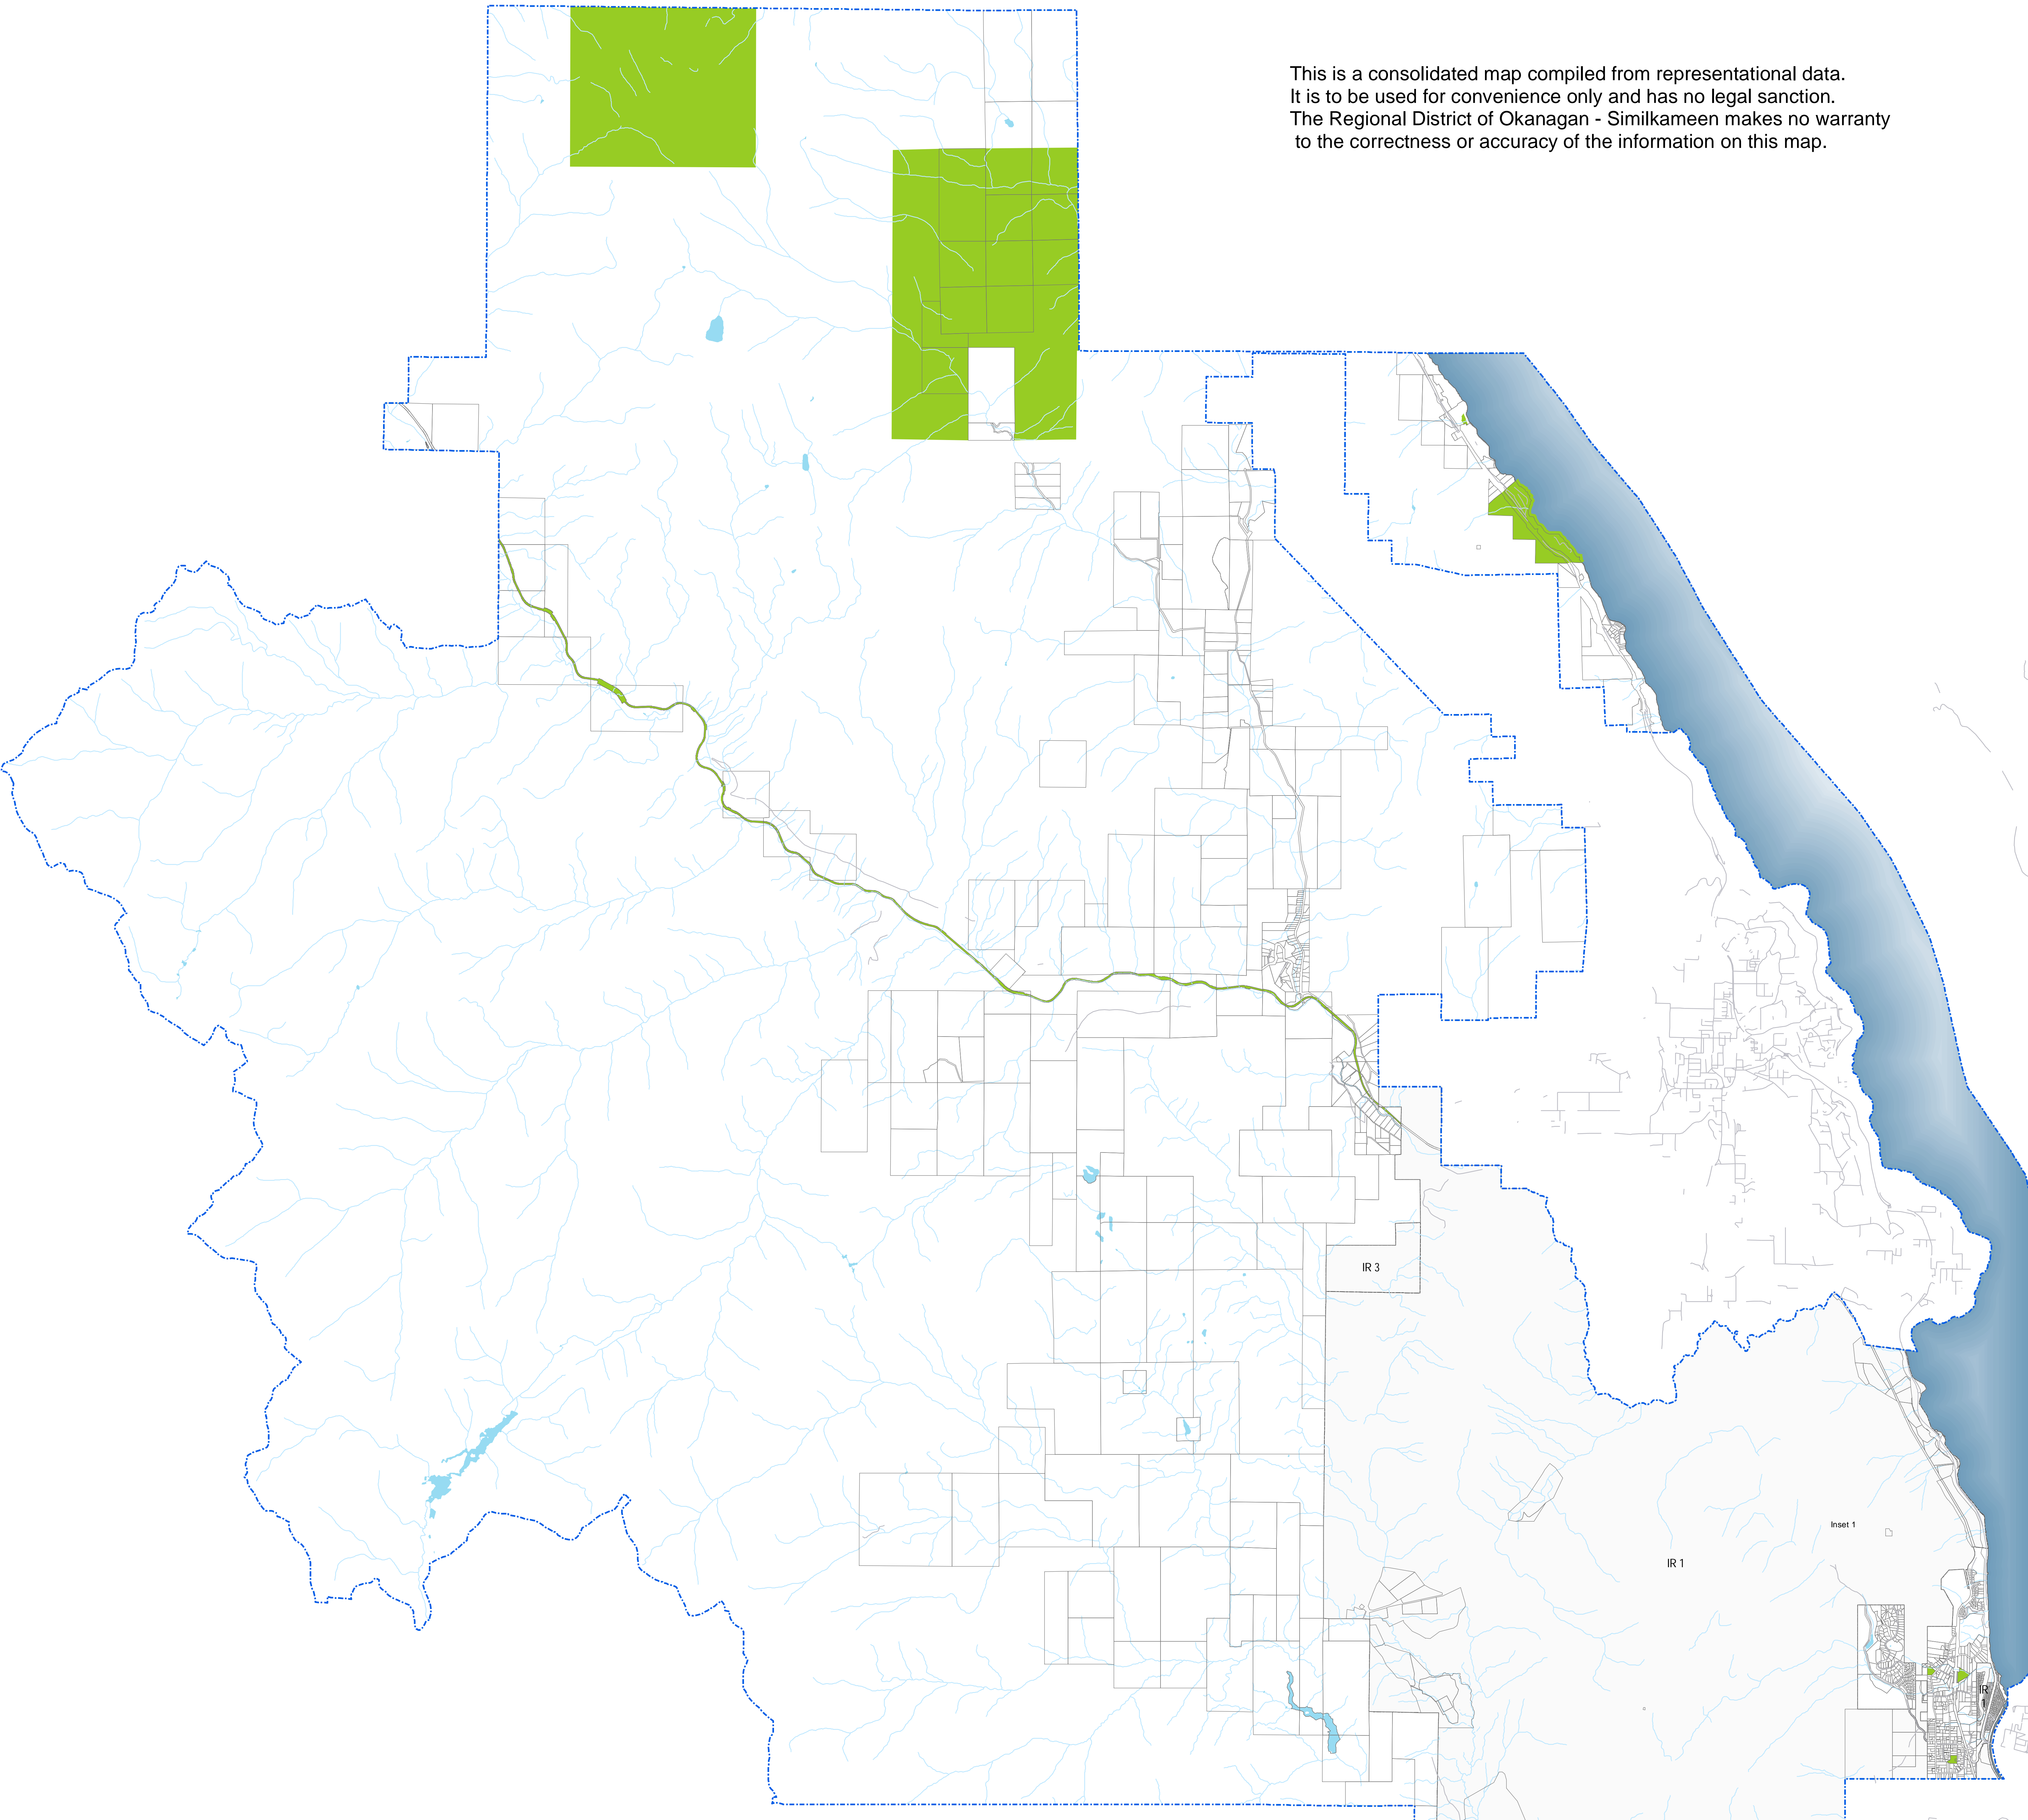 This is a consolidated map compiled from representational data.
It is to be used for convenience only and has no legal sanction.
The Regional District of Okanagan - Similkameen makes no warranty
to the correctness or accuracy of the information on this map.
IR 3
Inset 1
IR 1
IR
1